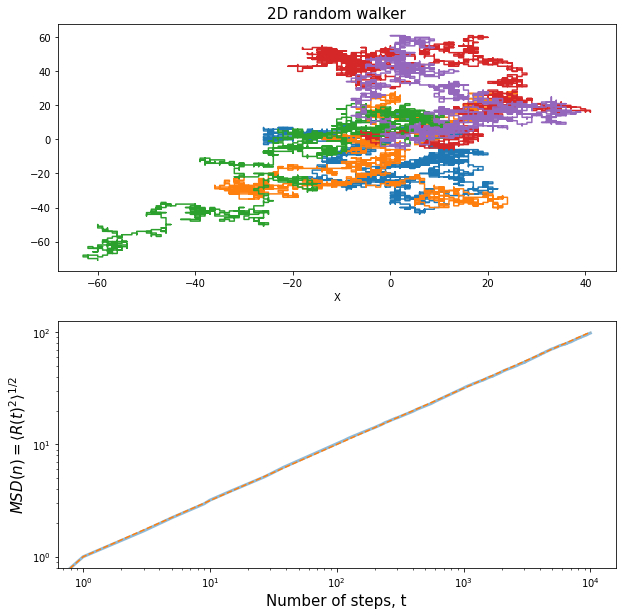 2D random walker
60
40
20
0
−20
−40
−60
−60 −40 −20 0 20 40
X
10²
10¹
10⁰
MSD(n) = ⟨R(t)²⟩^{1/2}
10⁰ 10¹ 10² 10³ 10⁴
Number of steps, t